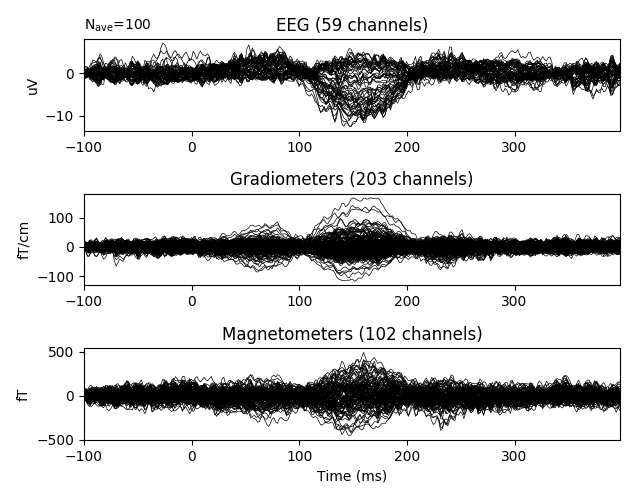 Nave=100
EEG (59 channels)
uV
0
−10
−100 0 100 200 300
Gradiometers (203 channels)
fT/cm
100
0
−100
−100 0 100 200 300
Magnetometers (102 channels)
fT
500
0
−500
−100 0 100 200 300
Time (ms)